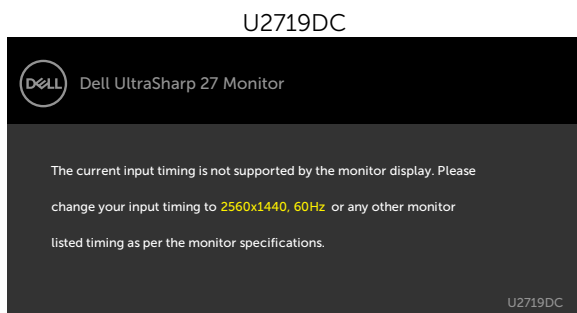 U2719DC
DELL
Dell UltraSharp 27 Monitor
The current input timing is not supported by the monitor display. Please
change your input timing to 2560x1440, 60Hz or any other monitor
listed timing as per the monitor specifications.
U2719DC